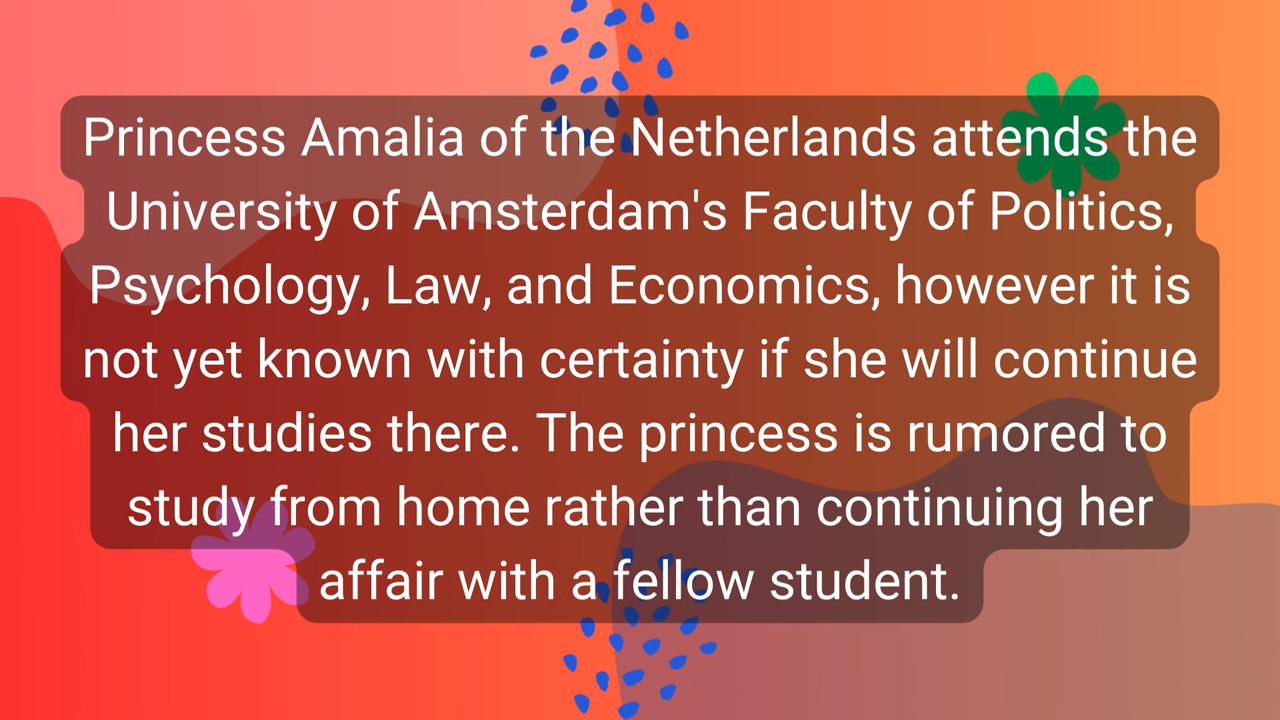 Princess Amalia of the Netherlands attends the
University of Amsterdam's Faculty of Politics,
Psychology, Law, and Economics, however it is
not yet known with certainty if she will continue
her studies there. The princess is rumored to
study from home rather than continuing her
affair with a fellow student.